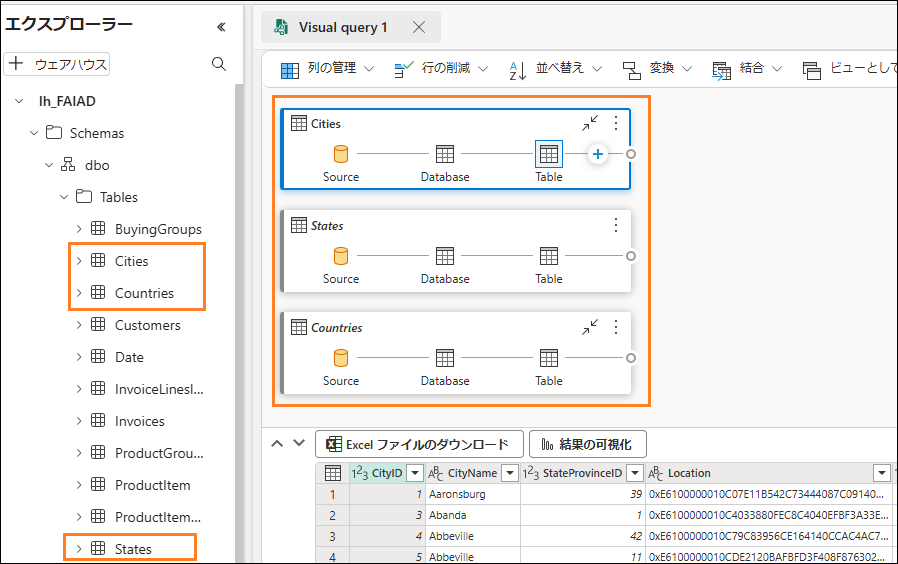 エクスプローラー
Visual query 1
ウェアハウス
列の管理
行の削減
並べ替え
変換
結合
ビューとして
lh_FAIAD
Schemas
dbo
Tables
BuyingGroups
Cities
Countries
Customers
Date
InvoiceLinesI...
Invoices
ProductGrou...
ProductItem
ProductItem...
States
Cities
Source
Database
Table
States
Source
Database
Table
Countries
Source
Database
Table
Excel ファイルのダウンロード
結果の可視化
123 CityID
ABC CityName
123 StateProvinceID
ABC Location
1 1 Aaronsburg 39 0xE6100000010C07E11B542C73444087C09140...
2 3 Abanda 1 0xE6100000010C4033880FEC8C4040EFBF3A33E...
3 4 Abbeville 42 0xE6100000010C79C83956CE164140CCAC4AC7...
4 5 Abbeville 11 0xE6100000010CDE2120BAFBFD3F408F876302...